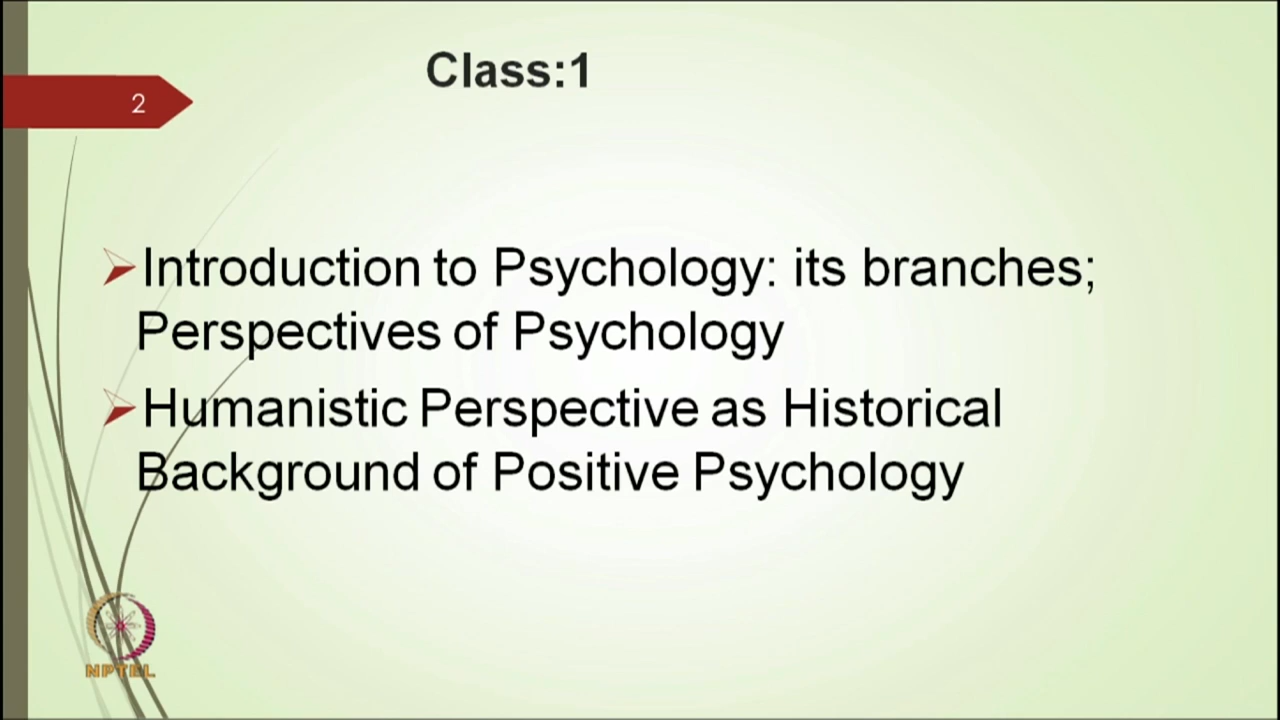 Class:1
2
Introduction to Psychology: its branches;
Perspectives of Psychology
Humanistic Perspective as Historical
Background of Positive Psychology
NPTEL